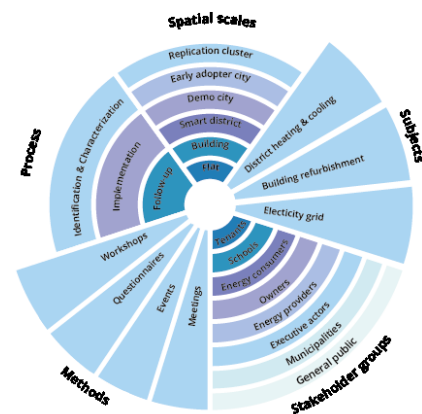 Spatial scales
Replication cluster
Early adopter city
Demo city
Smart district
Building
Flat
Subjects
District heating & cooling
Building refurbishment
Electicity grid
Stakeholder groups
Tenants
Schools
Energy consumers
Owners
Energy providers
Executive actors
Municipalities
General public
Methods
Meetings
Events
Questionnaires
Workshops
Process
Identification & Characterization
Implementation
Follow-up